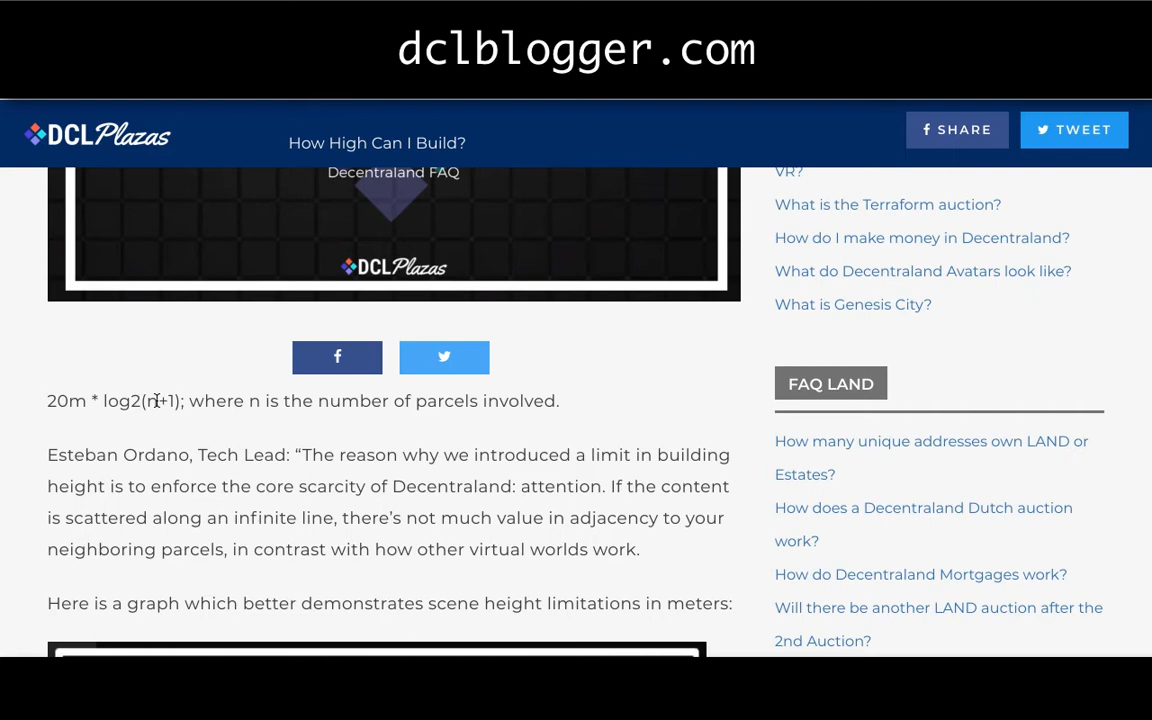 dclblogger.com
DCLPlazas
How High Can I Build?
SHARE
TWEET
Decentraland FAQ
DCLPlazas
VR?
What is the Terraform auction?
How do I make money in Decentraland?
What do Decentraland Avatars look like?
What is Genesis City?
20m * log2(n+1); where n is the number of parcels involved.
Esteban Ordano, Tech Lead: “The reason why we introduced a limit in building
height is to enforce the core scarcity of Decentraland: attention. If the content
is scattered along an infinite line, there’s not much value in adjacency to your
neighboring parcels, in contrast with how other virtual worlds work.
Here is a graph which better demonstrates scene height limitations in meters:
FAQ LAND
How many unique addresses own LAND or
Estates?
How does a Decentraland Dutch auction
work?
How do Decentraland Mortgages work?
Will there be another LAND auction after the
2nd Auction?